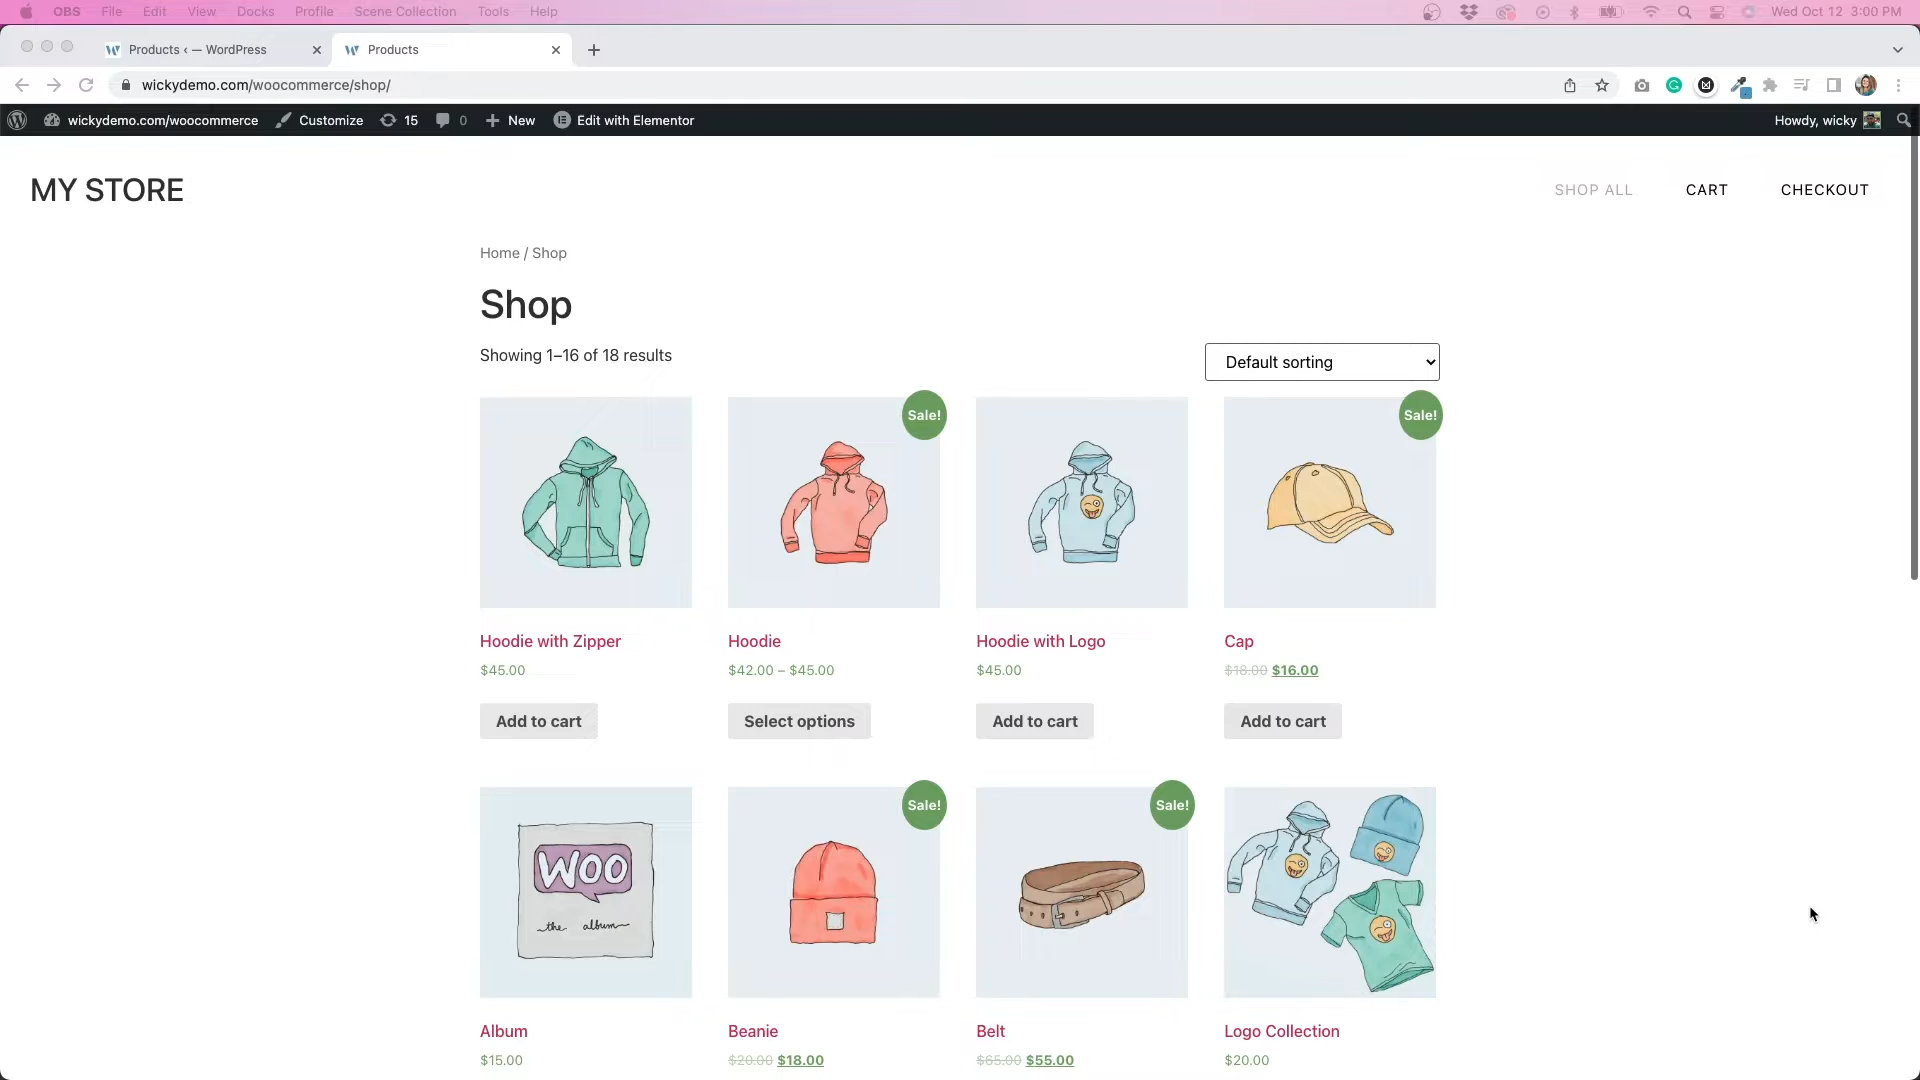 OBS File Edit View Docks Profile Scene Collection Tools Help Wed Oct 12 3:00 PM
Products ‹ — WordPress Products
wickydemo.com/woocommerce/shop/
wickydemo.com/woocommerce Customize 15 0 New Edit with Elementor Howdy, wicky
MY STORE SHOP ALL CART CHECKOUT
Home / Shop
Shop
Showing 1–16 of 18 results
Default sorting
Sale! Sale!
Hoodie with Zipper Hoodie Hoodie with Logo Cap
$45.00 $42.00 – $45.00 $45.00 $18.00 $16.00
Add to cart Select options Add to cart Add to cart
Sale! Sale!
WOO
the album
Album Beanie Belt Logo Collection
$15.00 $20.00 $18.00 $65.00 $55.00 $20.00